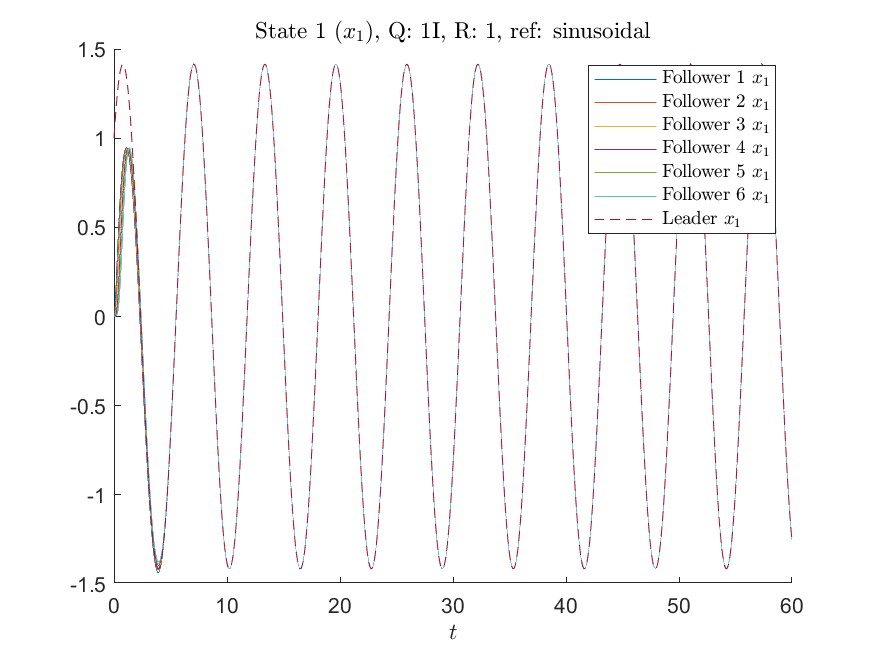 State 1 (x₁), Q: 1I, R: 1, ref: sinusoidal
1.5
1
0.5
0
-0.5
-1
-1.5
Follower 1 x₁
Follower 2 x₁
Follower 3 x₁
Follower 4 x₁
Follower 5 x₁
Follower 6 x₁
Leader x₁
0 10 20 30 40 50 60
t